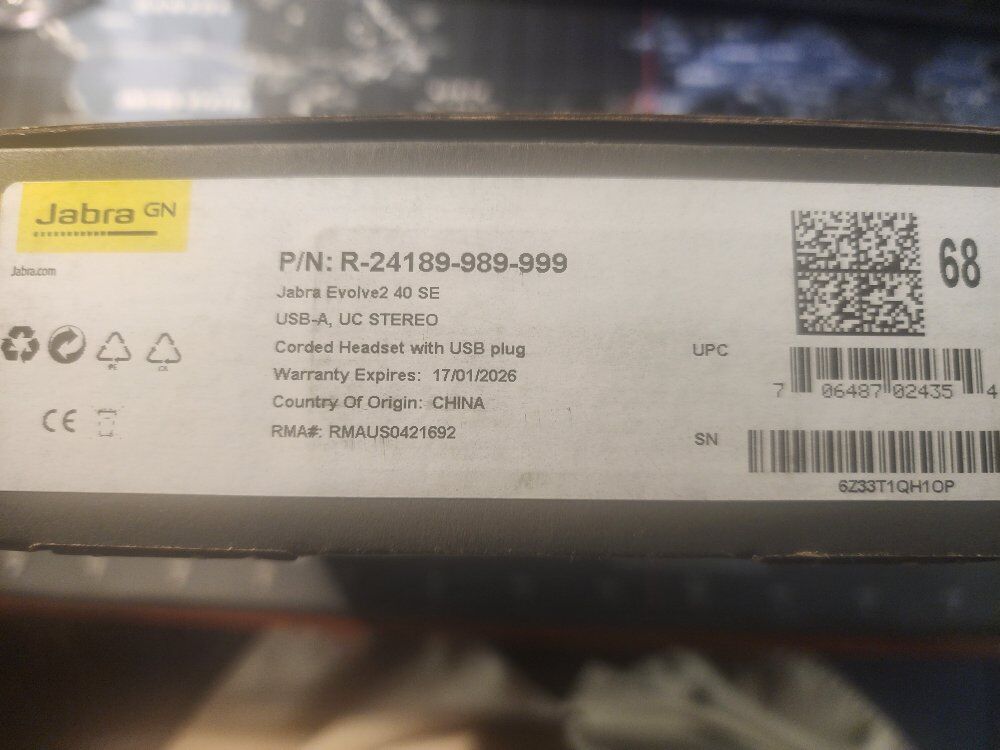 Jabra GN
Jabra.com
P/N: R-24189-989-999
Jabra Evolve2 40 SE
USB-A, UC STEREO
Corded Headset with USB plug
Warranty Expires: 17/01/2026
Country Of Origin: CHINA
RMA#: RMAUS0421692
PE
CE
68
UPC
7 06487 02435 4
SN
6Z33T1QH1OP